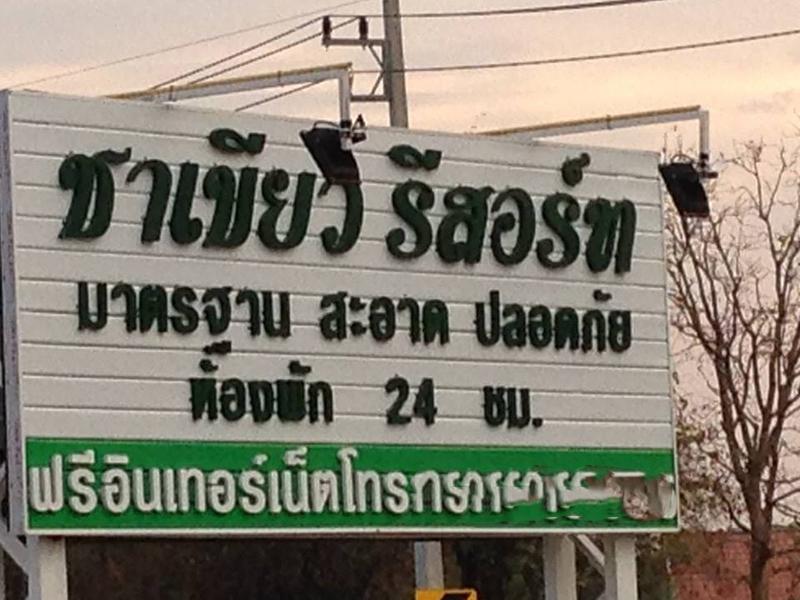 ชาเขียว รีสอร์ท
มาตรฐาน สะอาด ปลอดภัย
ห้องพัก 24 ชม.
ฟรีอินเทอร์เน็ต